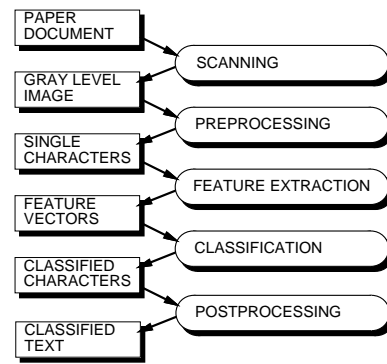 PAPER
DOCUMENT
SCANNING
GRAY LEVEL
IMAGE
PREPROCESSING
SINGLE
CHARACTERS
FEATURE EXTRACTION
FEATURE
VECTORS
CLASSIFICATION
CLASSIFIED
CHARACTERS
POSTPROCESSING
CLASSIFIED
TEXT